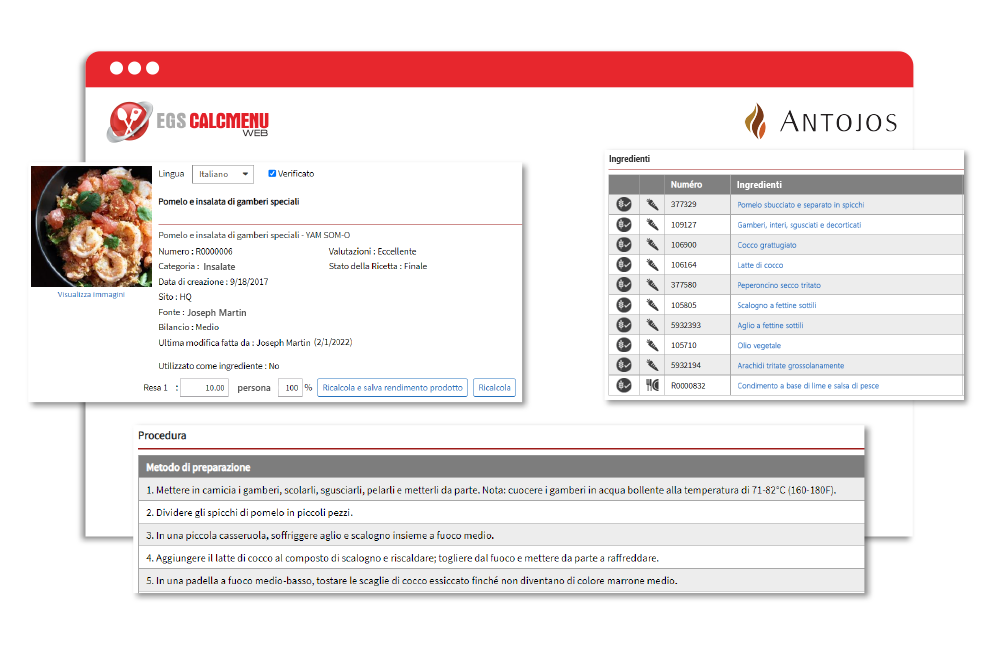 EGS CALCMENU
WEB
ANTOJOS
Lingua Italiano Verificato
Pomelo e insalata di gamberi speciali
Pomelo e insalata di gamberi speciali - YAM SOM-O
Numero : R0000006 Valutazioni : Eccellente
Categoria : Insalate Stato della Ricetta : Finale
Data di creazione : 9/18/2017
Sito : HQ
Fonte : Joseph Martin
Bilancio : Medio
Ultima modifica fatta da : Joseph Martin (2/1/2022)
Utilizzato come ingrediente : No
Resa 1 : 10.00 persona 100 % Ricalcola e salva rendimento prodotto Ricalcola
Visualizza immagini
Ingredienti
Numéro Ingredienti
377329 Pomelo sbucciato e separato in spicchi
109127 Gamberi, interi, sgusciati e decorticati
106900 Cocco grattugiato
106164 Latte di cocco
377580 Peperoncino secco tritato
105805 Scalogno a fettine sottili
5932393 Aglio a fettine sottili
105710 Olio vegetale
5932194 Arachidi tritate grossolanamente
R0000832 Condimento a base di lime e salsa di pesce
Procedura
Metodo di preparazione
1. Mettere in camicia i gamberi, scolarli, sgusciarli, pelarli e metterli da parte. Nota: cuocere i gamberi in acqua bollente alla temperatura di 71-82°C (160-180F).
2. Dividere gli spicchi di pomelo in piccoli pezzi.
3. In una piccola casseruola, soffriggere aglio e scalogno insieme a fuoco medio.
4. Aggiungere il latte di cocco al composto di scalogno e riscaldare; togliere dal fuoco e mettere da parte a raffreddare.
5. In una padella a fuoco medio-basso, tostare le scaglie di cocco essiccato finché non diventano di colore marrone medio.